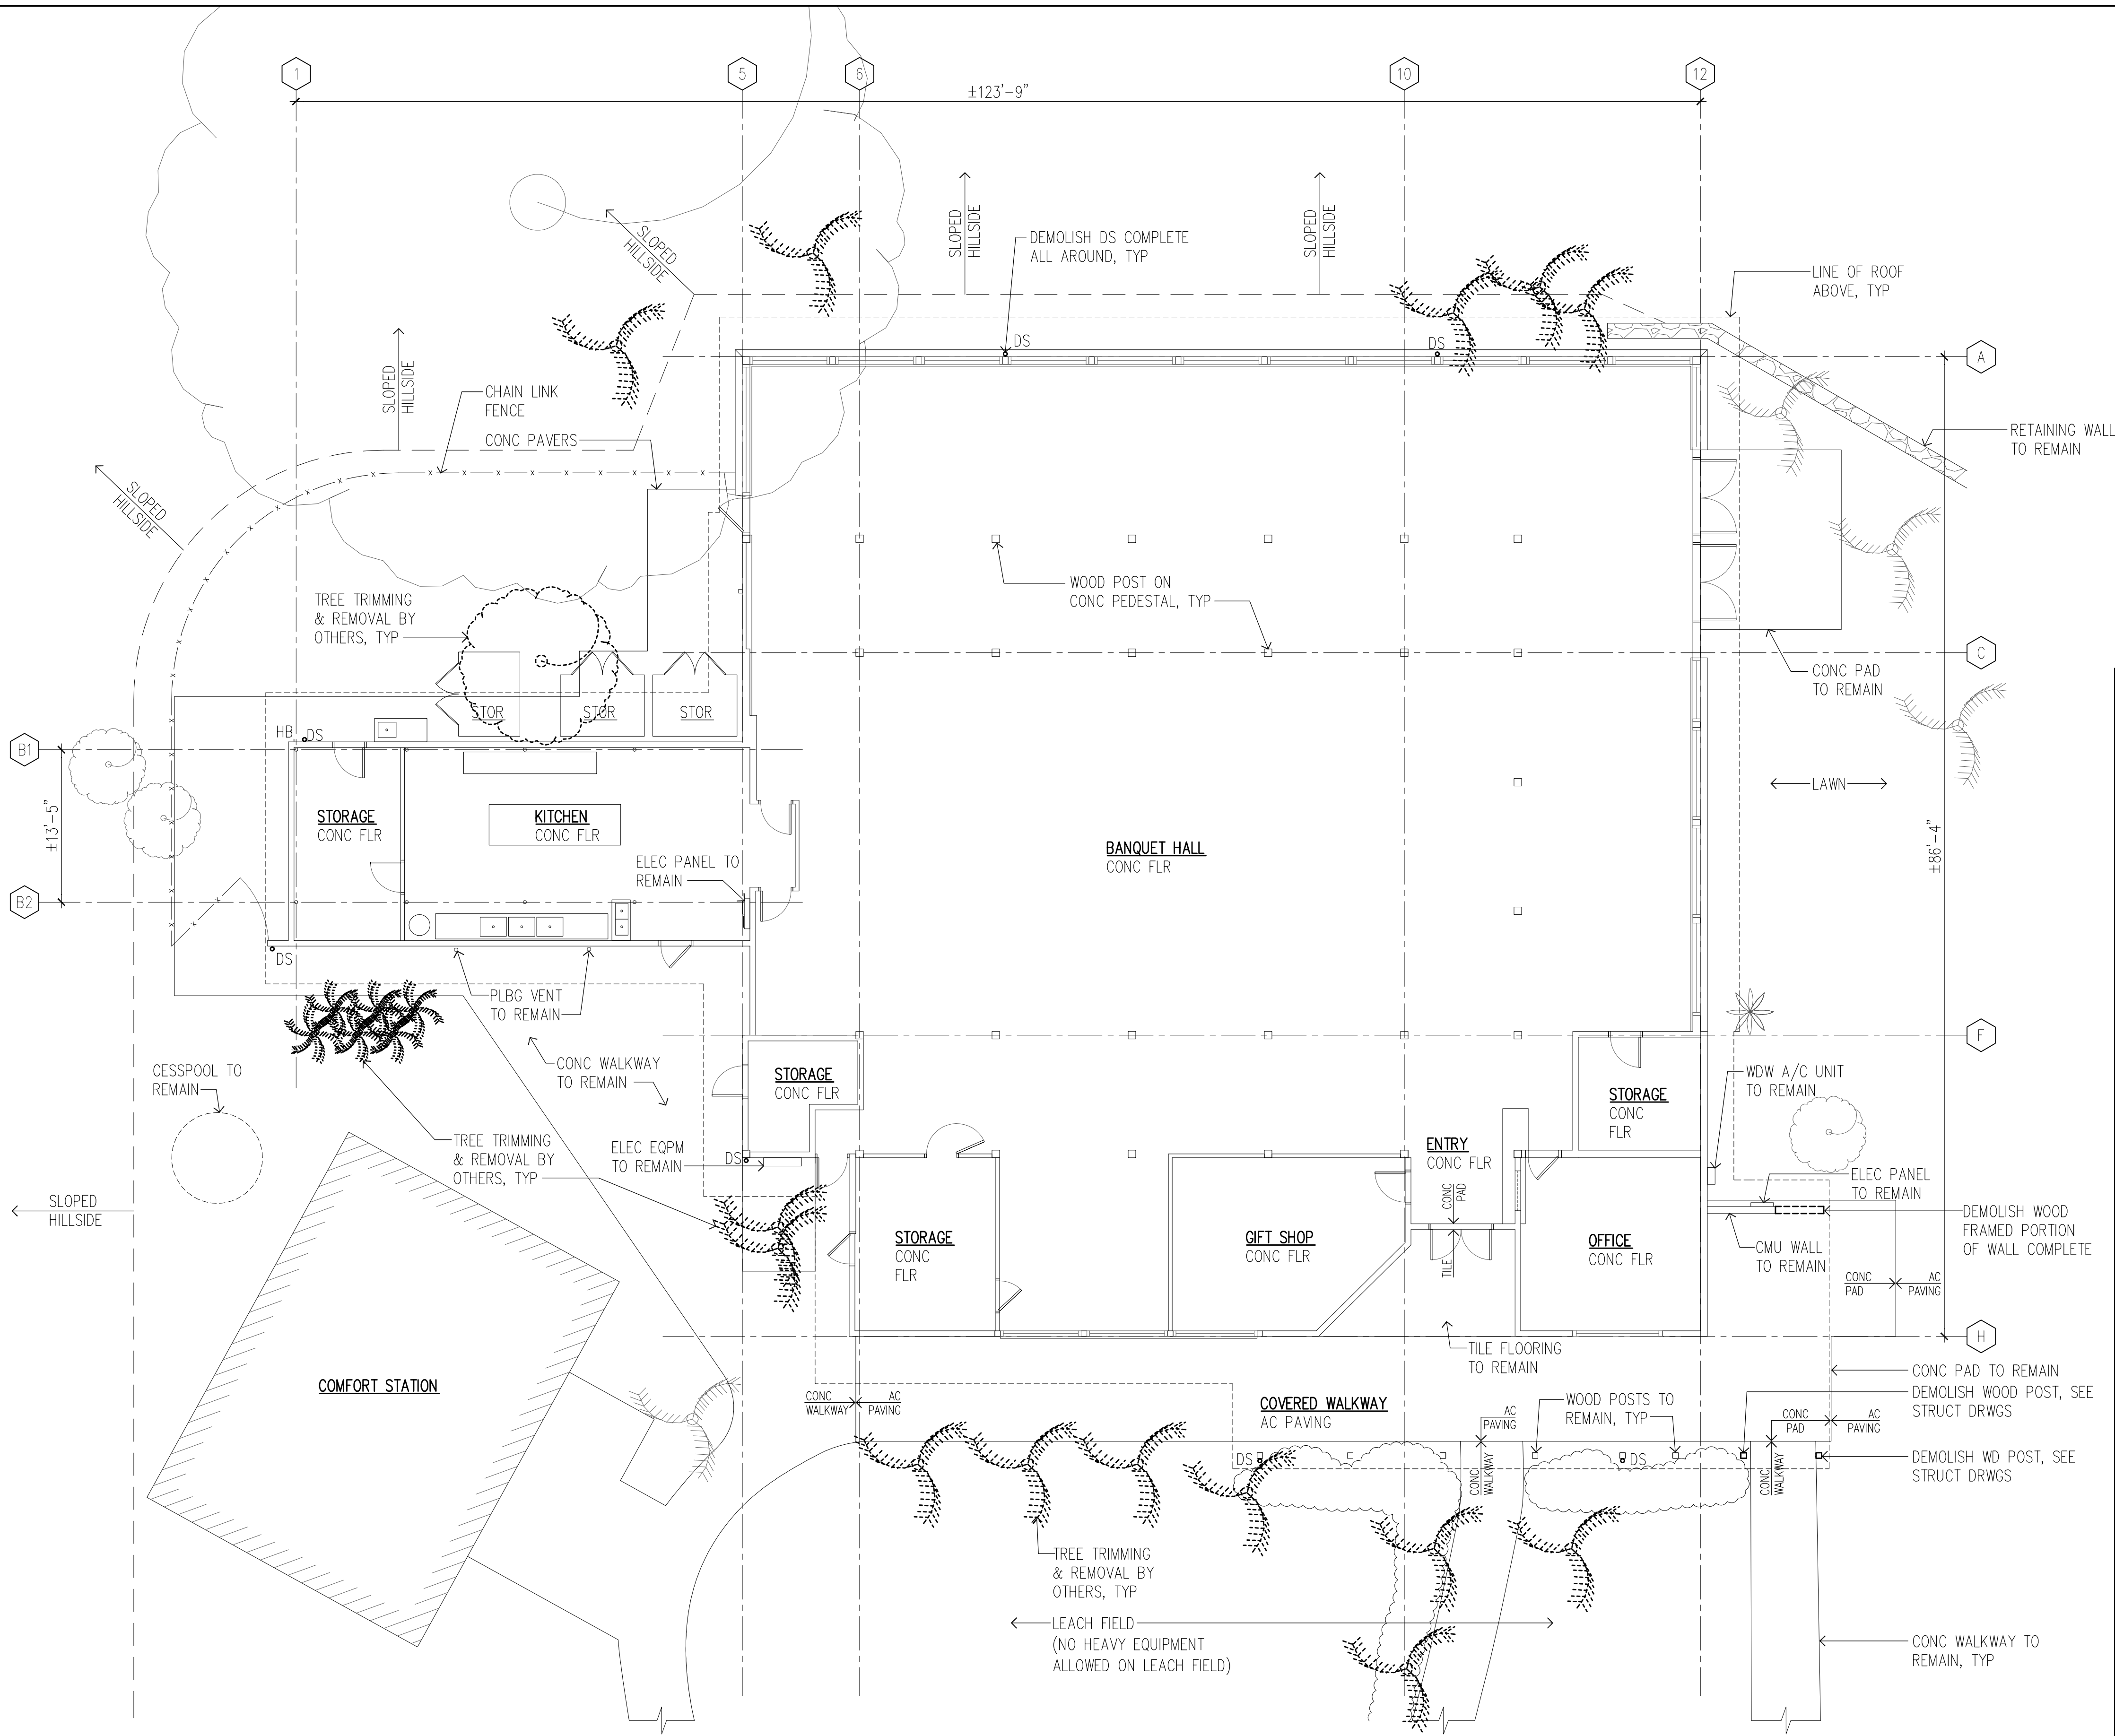 1
5
6
10
12
±123'-9"
SLOPED
HILLSIDE
SLOPED
HILLSIDE
SLOPED
HILLSIDE
DEMOLISH DS COMPLETE
ALL AROUND, TYP
LINE OF ROOF
ABOVE, TYP
DS
DS
A
SLOPED
HILLSIDE
CHAIN LINK
FENCE
CONC PAVERS
RETAINING WALL
TO REMAIN
SLOPED
HILLSIDE
WOOD POST ON
CONC PEDESTAL, TYP
TREE TRIMMING
& REMOVAL BY
OTHERS, TYP
C
CONC PAD
TO REMAIN
STOR
STOR
STOR
HB
DS
B1
LAWN
±13'-5"
STORAGE
CONC FLR
KITCHEN
CONC FLR
BANQUET HALL
CONC FLR
±86'-4"
ELEC PANEL TO
REMAIN
B2
DS
PLBG VENT
TO REMAIN
F
CONC WALKWAY
TO REMAIN
CESSPOOL TO
REMAIN
STORAGE
CONC FLR
STORAGE
CONC
FLR
WDW A/C UNIT
TO REMAIN
TREE TRIMMING
& REMOVAL BY
OTHERS, TYP
ELEC EQPM
TO REMAIN
DS
ENTRY
CONC FLR
CONC
PAD
TILE
ELEC PANEL
TO REMAIN
SLOPED
HILLSIDE
STORAGE
CONC
FLR
GIFT SHOP
CONC FLR
OFFICE
CONC FLR
CMU WALL
TO REMAIN
DEMOLISH WOOD
FRAMED PORTION
OF WALL COMPLETE
CONC
PAD
AC
PAVING
H
TILE FLOORING
TO REMAIN
COMFORT STATION
CONC
WALKWAY
AC
PAVING
COVERED WALKWAY
AC PAVING
AC
PAVING
CONC
WALKWAY
WOOD POSTS TO
REMAIN, TYP
CONC PAD TO REMAIN
DEMOLISH WOOD POST, SEE
STRUCT DRWGS
CONC
PAD
AC
PAVING
CONC
WALKWAY
DS
DS
DEMOLISH WD POST, SEE
STRUCT DRWGS
TREE TRIMMING
& REMOVAL BY
OTHERS, TYP
LEACH FIELD
(NO HEAVY EQUIPMENT
ALLOWED ON LEACH FIELD)
CONC WALKWAY TO
REMAIN, TYP